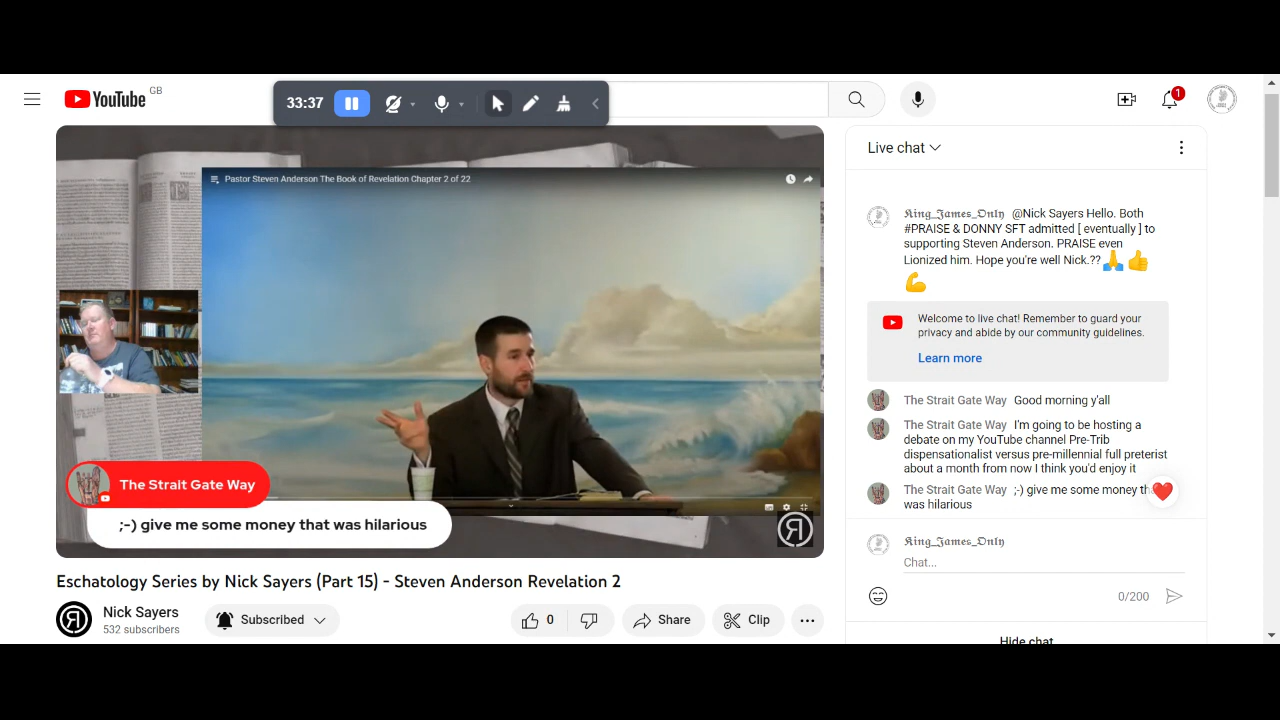 YouTube
GB
33:37
1
Pastor Steven Anderson The Book of Revelation Chapter 2 of 22
The Strait Gate Way
;-) give me some money that was hilarious
Eschatology Series by Nick Sayers (Part 15) - Steven Anderson Revelation 2
Nick Sayers
532 subscribers
Subscribed
0
Share
Clip
Live chat
𝕶𝖎𝖓𝖌_𝕵𝖆𝖒𝖊𝖘_𝕺𝖓𝖑𝖞 @Nick Sayers Hello. Both
#PRAISE & DONNY SFT admitted [ eventually ] to
supporting Steven Anderson. PRAISE even
Lionized him. Hope you're well Nick.??🙏👍
💪
Welcome to live chat! Remember to guard your
privacy and abide by our community guidelines.
Learn more
The Strait Gate Way Good morning y'all
The Strait Gate Way I'm going to be hosting a
debate on my YouTube channel Pre-Trib
dispensationalist versus pre-millennial full preterist
about a month from now I think you'd enjoy it
The Strait Gate Way ;-) give me some money
was hilarious
𝕶𝖎𝖓𝖌_𝕵𝖆𝖒𝖊𝖘_𝕺𝖓𝖑𝖞
Chat...
0/200
Hide chat